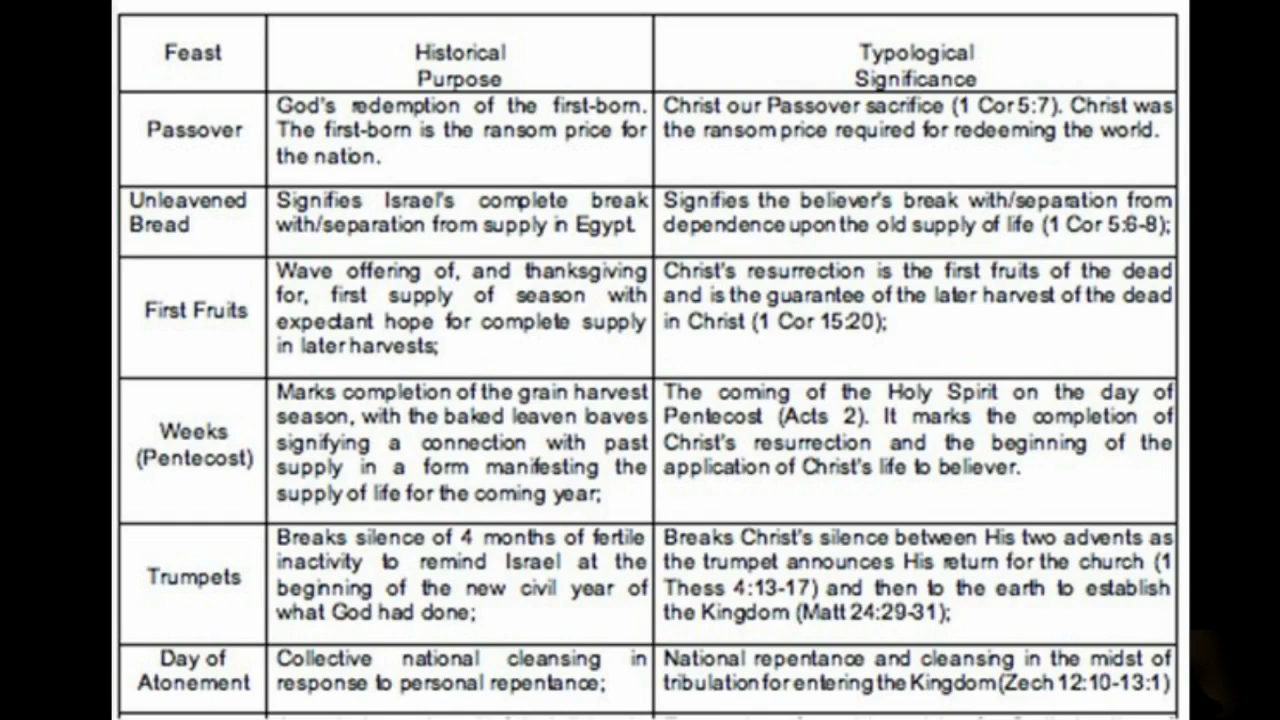 Feast
Historical
Purpose
Typological
Significance
Passover
God's redemption of the first-born.
The first-born is the ransom price for
the nation.
Christ our Passover sacrifice (1 Cor 5:7). Christ was
the ransom price required for redeeming the world.
Unleavened
Bread
Signifies Israel's complete break
with/separation from supply in Egypt.
Signifies the believer's break with/separation from
dependence upon the old supply of life (1 Cor 5:6-8);
First Fruits
Wave offering of, and thanksgiving
for, first supply of season with
expectant hope for complete supply
in later harvests;
Christ's resurrection is the first fruits of the dead
and is the guarantee of the later harvest of the dead
in Christ (1 Cor 15:20);
Weeks
(Pentecost)
Marks completion of the grain harvest
season, with the baked leaven loaves
signifying a connection with past
supply in a form manifesting the
supply of life for the coming year;
The coming of the Holy Spirit on the day of
Pentecost (Acts 2). It marks the completion of
Christ's resurrection and the beginning of the
application of Christ's life to believer.
Trumpets
Breaks silence of 4 months of fertile
inactivity to remind Israel at the
beginning of the new civil year of
what God had done;
Breaks Christ's silence between His two advents as
the trumpet announces His return for the church (1
Thess 4:13-17) and then to the earth to establish
the Kingdom (Matt 24:29-31);
Day of
Atonement
Collective national cleansing in
response to personal repentance;
National repentance and cleansing in the midst of
tribulation for entering the Kingdom (Zech 12:10-13:1)